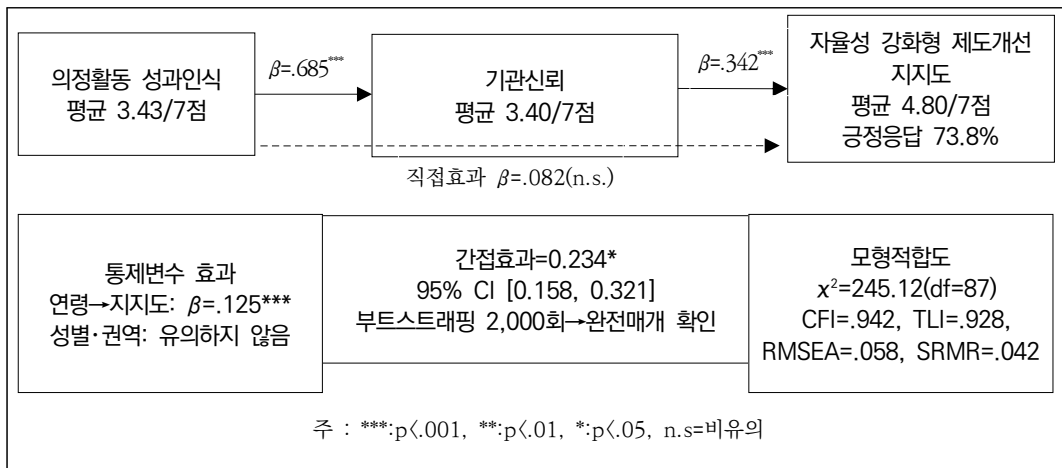 의정활동 성과인식
평균 3.43/7점
β=.685***
기관신뢰
평균 3.40/7점
β=.342***
자율성 강화형 제도개선
지지도
평균 4.80/7점
긍정응답 73.8%
직접효과 β=.082(n.s.)
통제변수 효과
연령→지지도: β=.125***
성별·권역: 유의하지 않음
간접효과=0.234*
95% CI [0.158, 0.321]
부트스트래핑 2,000회→완전매개 확인
모형적합도
χ²=245.12(df=87)
CFI=.942, TLI=.928,
RMSEA=.058, SRMR=.042
주 : ***:p<.001, **:p<.01, *:p<.05, n.s=비유의